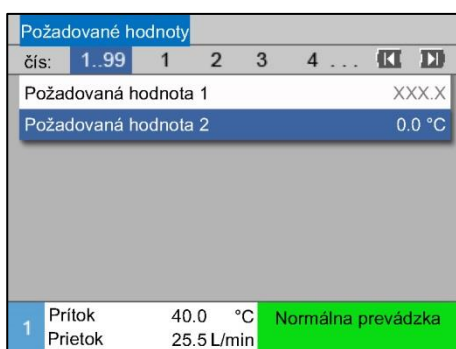 Požadované hodnoty
čís: 1..99 1 2 3 4 ...
Požadovaná hodnota 1 XXX.X
Požadovaná hodnota 2 0.0 °C
1 Prítok 40.0 °C Normálna prevádzka
Prietok 25.5 L/min